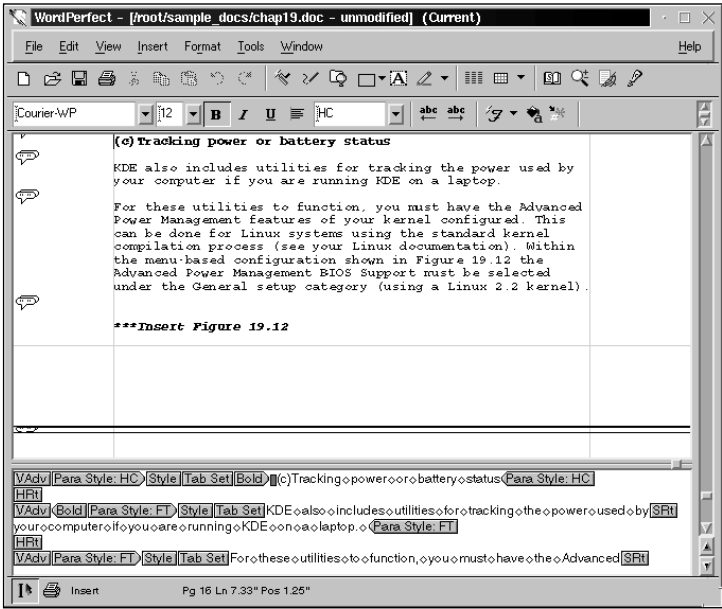 WordPerfect - [/root/sample_docs/chap19.doc - unmodified] (Current)
File Edit View Insert Format Tools Window Help
Courier-WP 12 B I U HC abc abc
(c)Tracking power or battery status
KDE also includes utilities for tracking the power used by
your computer if you are running KDE on a laptop.
For these utilities to function, you must have the Advanced
Power Management features of your kernel configured. This
can be done for Linux systems using the standard kernel
compilation process (see your Linux documentation). Within
the menu-based configuration shown in Figure 19.12 the
Advanced Power Management BIOS Support must be selected
under the General setup category (using a Linux 2.2 kernel).
***Insert Figure 19.12
VAdv Para Style: HC Style Tab Set Bold (c)Tracking◇power◇or◇battery◇status Para Style: HC
HRt
VAdv Bold Para Style: FT Style Tab Set KDE◇also◇includes◇utilities◇for◇tracking◇the◇power◇used◇by SRt
your◇computer◇if◇you◇are◇running◇KDE◇on◇a◇laptop.◇ Para Style: FT
HRt
VAdv Para Style: FT Style Tab Set For◇these◇utilities◇to◇function,◇you◇must◇have◇the◇Advanced SRt
Insert Pg 16 Ln 7.33" Pos 1.25"